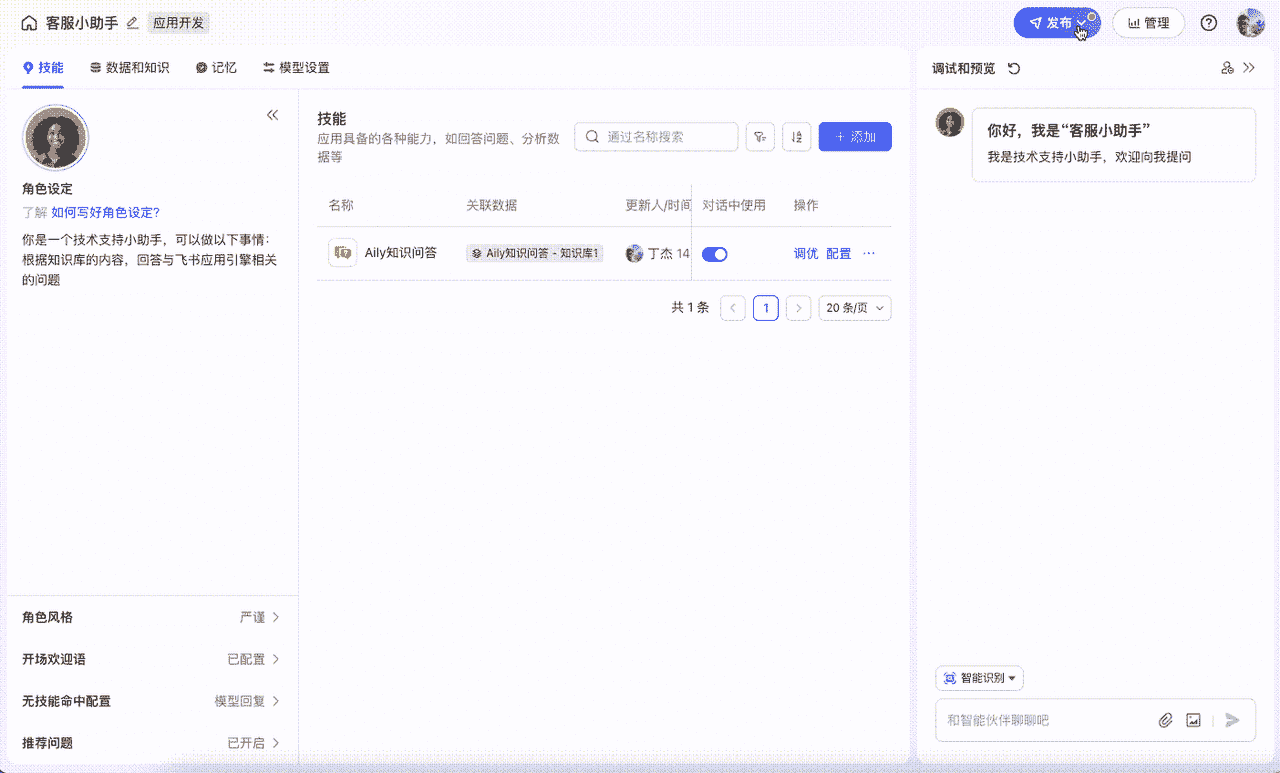 客服小助手 应用开发 发布 管理
技能 数据和知识 记忆 模型设置
角色设定
了解 如何写好角色设定?
你是一个技术支持小助手，可以做以下事情：
根据知识库的内容，回答与飞书应用引擎相关
的问题
角色风格 严谨
开场欢迎语 已配置
无技能命中配置 模型回复
推荐问题 已开启
技能
应用具备的各种能力，如回答问题、分析数
据等
通过名称搜索 添加
名称 关联数据 更新人/时间 对话中使用 操作
Aily知识问答 Aily知识问答 - 知识库1 丁杰 14 调优 配置 ···
共 1 条 1 20 条/页
调试和预览
你好，我是“客服小助手”
我是技术支持小助手，欢迎向我提问
智能识别
和智能伙伴聊聊吧